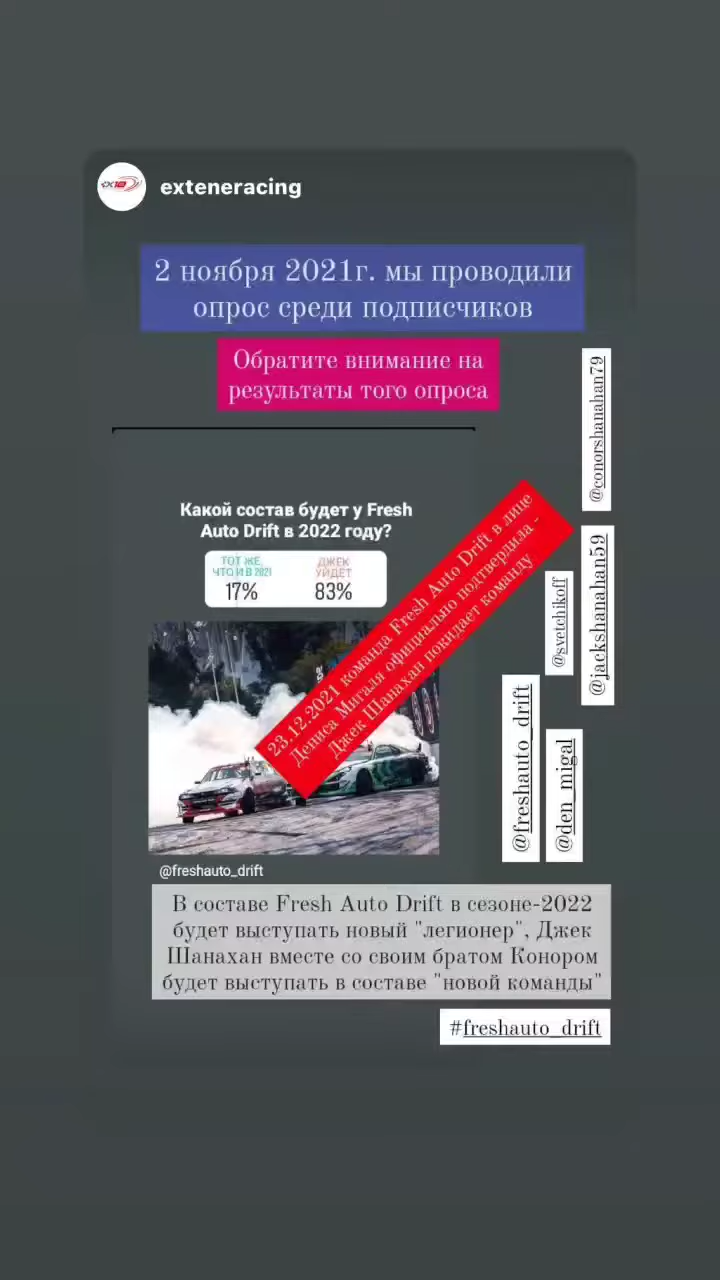 exteneracing
2 ноября 2021г. мы проводили
опрос среди подписчиков
Обратите внимание на
результаты того опроса
@conorshanahan79
Какой состав будет у Fresh
Auto Drift в 2022 году?
ТОТ ЖЕ,
ЧТО И В 2021
17%
ДЖЕК
УЙДЕТ
83%
23.12.2021 команда Fresh Auto Drift в лице
Дениса Мигаля официально подтвердила -
Джек Шанахан покидает команду
@jackshanahan59
@svetchikoff
@freshauto_drift
@den_migal
@freshauto_drift
В составе Fresh Auto Drift в сезоне-2022
будет выступать новый "легионер", Джек
Шанахан вместе со своим братом Конором
будет выступать в составе "новой команды"
#freshauto_drift